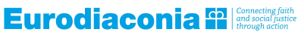 Eurodiaconia
Connecting faith
and social justice
through action